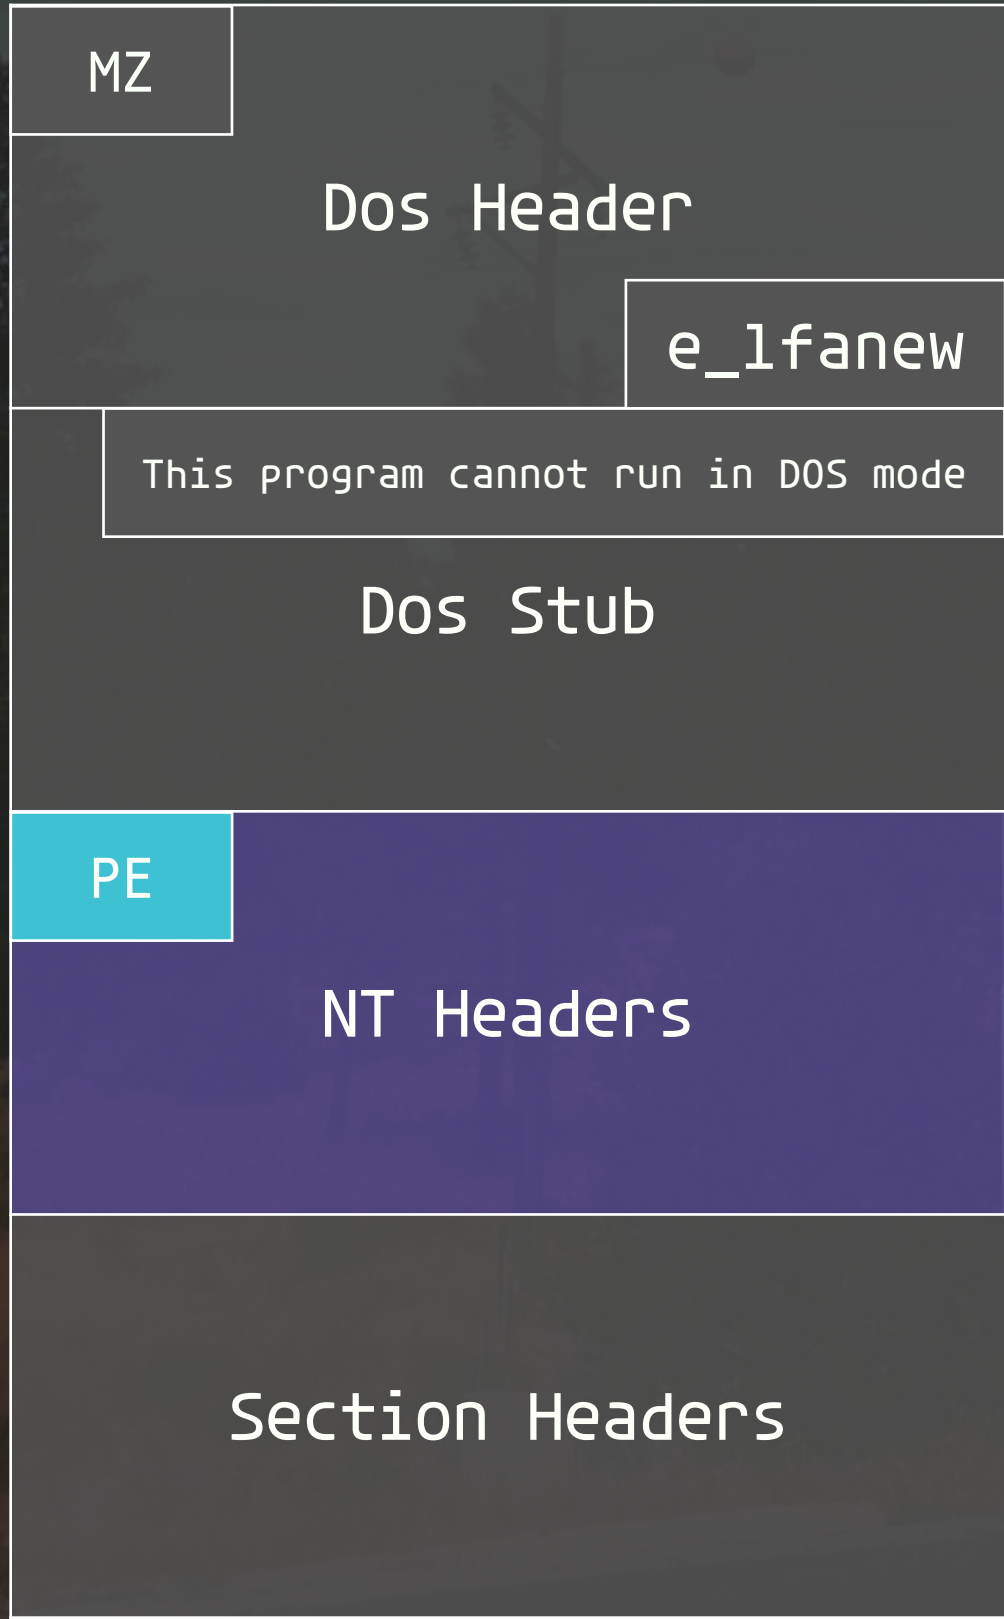 MZ
Dos Header
e_lfanew
This program cannot run in DOS mode
Dos Stub
PE
NT Headers
Section Headers